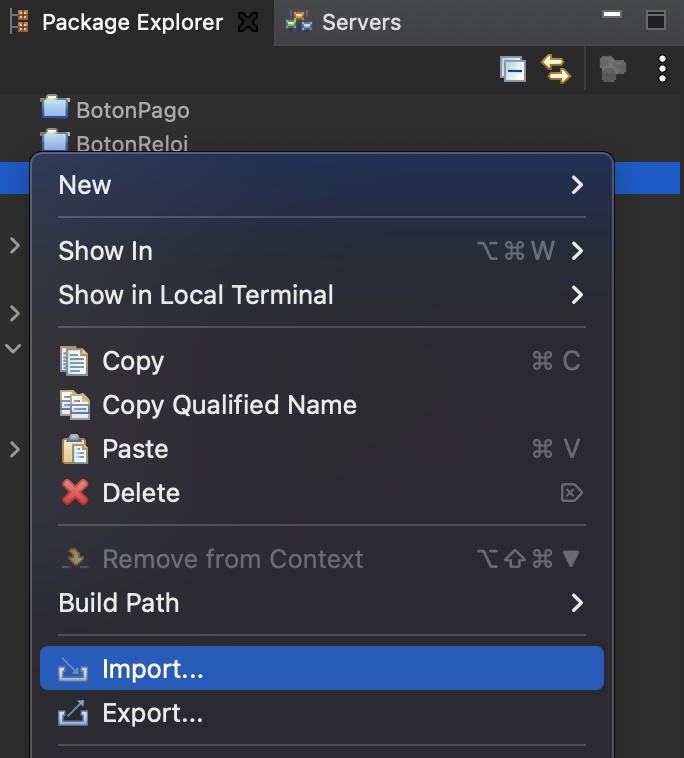 Package Explorer Servers
BotonPago
BotonReloj
New
Show In ⌥⌘W
Show in Local Terminal
Copy ⌘ C
Copy Qualified Name
Paste ⌘ V
Delete
Remove from Context ⌥⇧⌘▼
Build Path
Import...
Export...